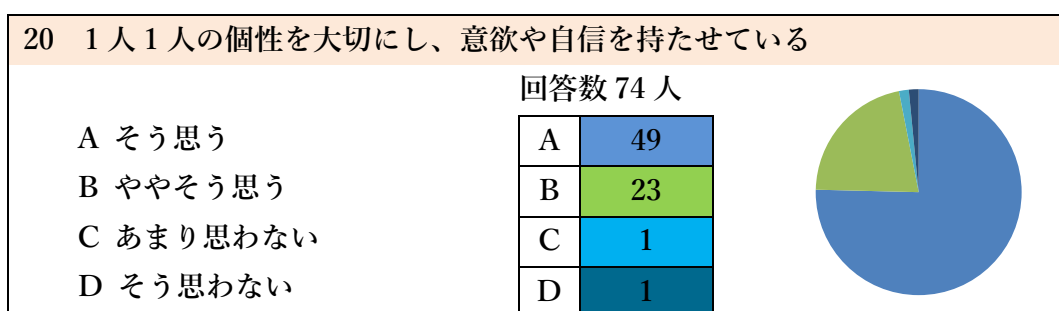 20 1人1人の個性を大切にし、意欲や自信を持たせている
回答数 74 人
A そう思う
B ややそう思う
C あまり思わない
D そう思わない
A 49
B 23
C 1
D 1